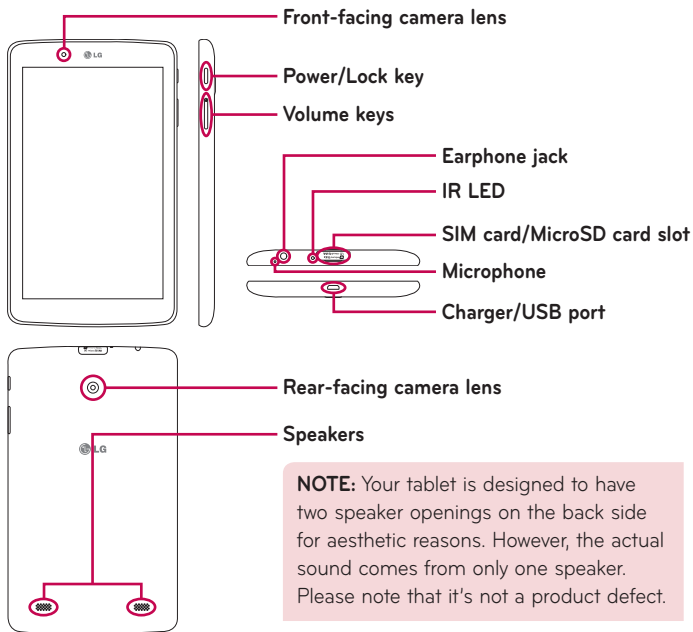 Front-facing camera lens
LG
Power/Lock key
Volume keys
Earphone jack
IR LED
SIM card/MicroSD card slot
Microphone
Charger/USB port
Rear-facing camera lens
Speakers
LG
NOTE: Your tablet is designed to have
two speaker openings on the back side
for aesthetic reasons. However, the actual
sound comes from only one speaker.
Please note that it's not a product defect.